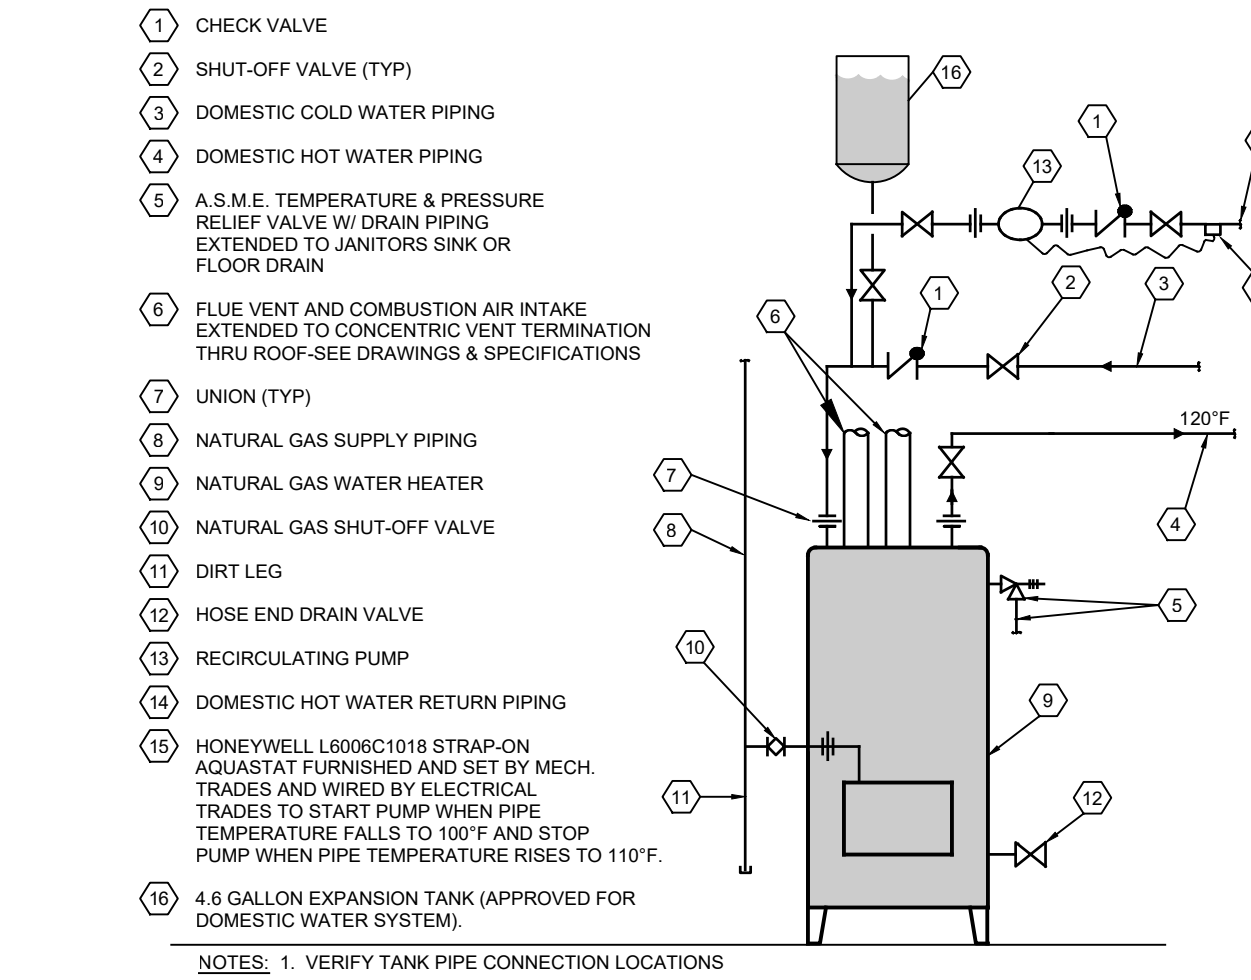 1 CHECK VALVE
2 SHUT-OFF VALVE (TYP)
3 DOMESTIC COLD WATER PIPING
4 DOMESTIC HOT WATER PIPING
5 A.S.M.E. TEMPERATURE & PRESSURE
RELIEF VALVE W/ DRAIN PIPING
EXTENDED TO JANITORS SINK OR
FLOOR DRAIN
6 FLUE VENT AND COMBUSTION AIR INTAKE
EXTENDED TO CONCENTRIC VENT TERMINATION
THRU ROOF-SEE DRAWINGS & SPECIFICATIONS
7 UNION (TYP)
8 NATURAL GAS SUPPLY PIPING
9 NATURAL GAS WATER HEATER
10 NATURAL GAS SHUT-OFF VALVE
11 DIRT LEG
12 HOSE END DRAIN VALVE
13 RECIRCULATING PUMP
14 DOMESTIC HOT WATER RETURN PIPING
15 HONEYWELL L6006C1018 STRAP-ON
AQUASTAT FURNISHED AND SET BY MECH.
TRADES AND WIRED BY ELECTRICAL
TRADES TO START PUMP WHEN PIPE
TEMPERATURE FALLS TO 100°F AND STOP
PUMP WHEN PIPE TEMPERATURE RISES TO 110°F.
16 4.6 GALLON EXPANSION TANK (APPROVED FOR
DOMESTIC WATER SYSTEM).
NOTES: 1. VERIFY TANK PIPE CONNECTION LOCATIONS
16
1
13
1
2
3
6
120°F
7
8
4
5
10
9
11
12